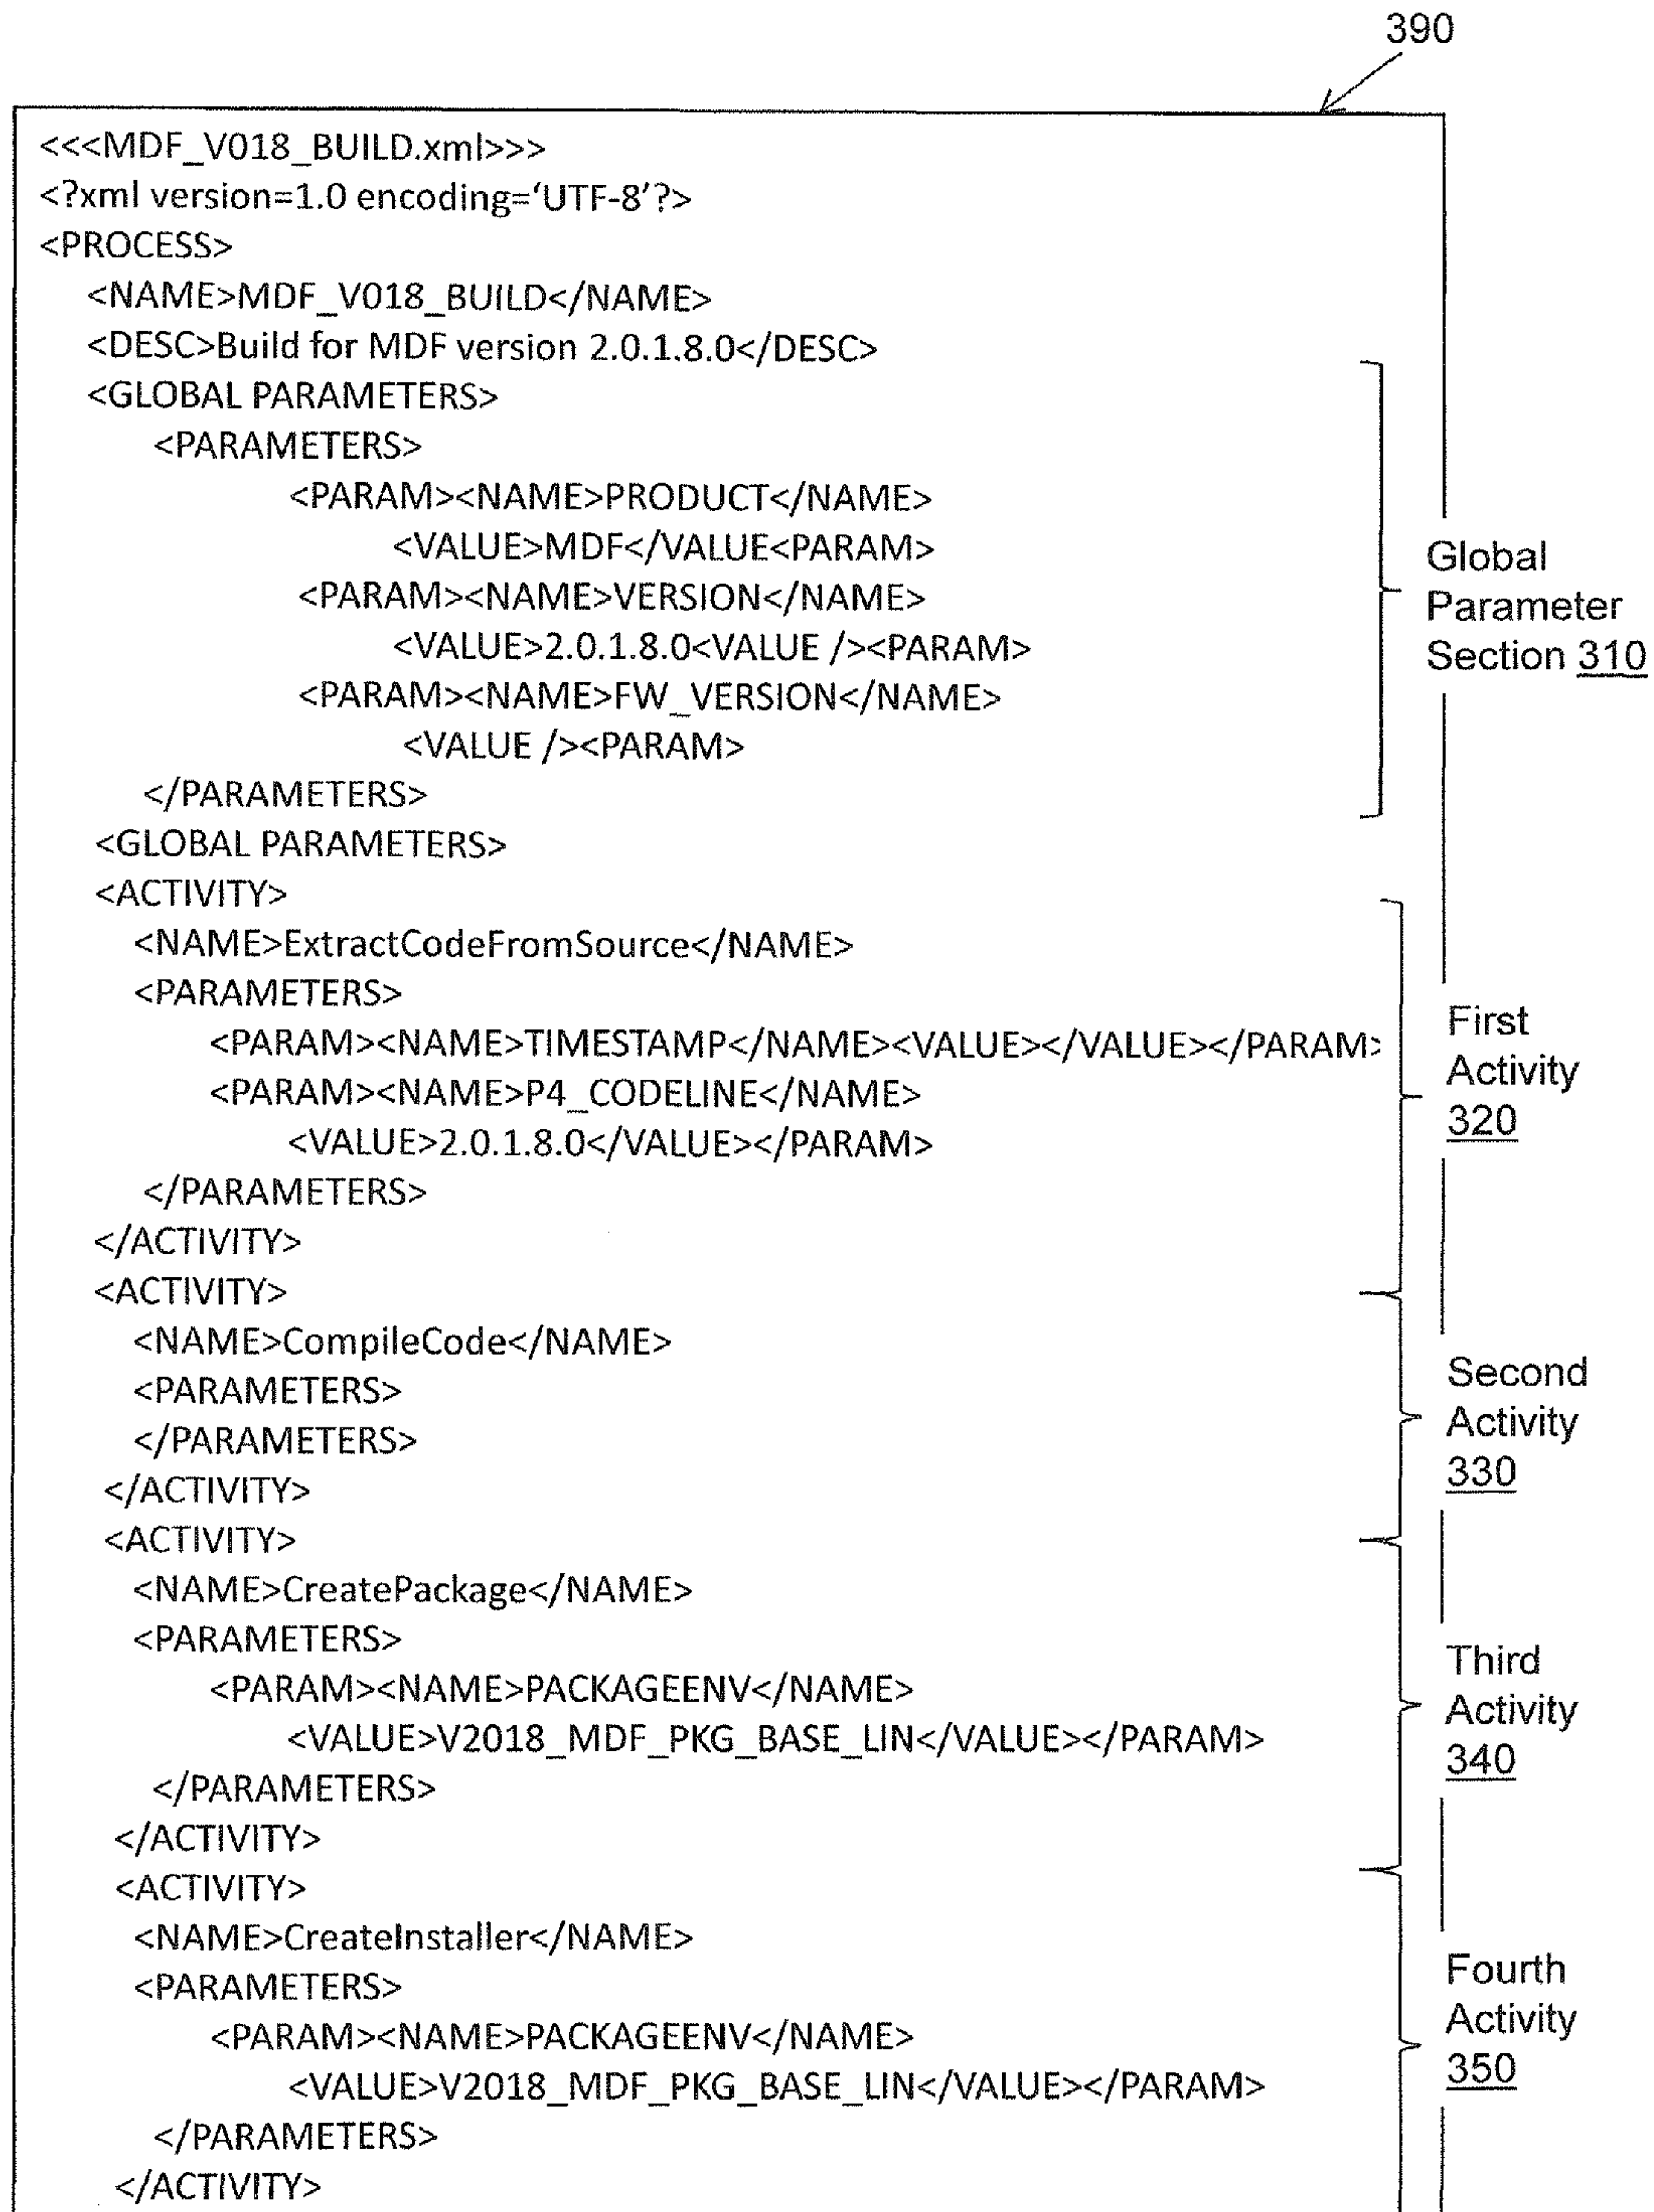 390
<<<MDF_V018_BUILD.xml>>>
<?xml version=1.0 encoding=‘UTF-8’?>
<PROCESS>
<NAME>MDF_V018_BUILD</NAME>
<DESC>Build for MDF version 2.0.1.8.0</DESC>
<GLOBAL PARAMETERS>
<PARAMETERS>
<PARAM><NAME>PRODUCT</NAME>
<VALUE>MDF</VALUE<PARAM>
<PARAM><NAME>VERSION</NAME>
<VALUE>2.0.1.8.0<VALUE /><PARAM>
<PARAM><NAME>FW_VERSION</NAME>
<VALUE /><PARAM>
</PARAMETERS>
Global
Parameter
Section 310
<GLOBAL PARAMETERS>
<ACTIVITY>
<NAME>ExtractCodeFromSource</NAME>
<PARAMETERS>
<PARAM><NAME>TIMESTAMP</NAME><VALUE></VALUE></PARAM>
<PARAM><NAME>P4_CODELINE</NAME>
<VALUE>2.0.1.8.0</VALUE></PARAM>
</PARAMETERS>
</ACTIVITY>
First
Activity
320
<ACTIVITY>
<NAME>CompileCode</NAME>
<PARAMETERS>
</PARAMETERS>
</ACTIVITY>
Second
Activity
330
<ACTIVITY>
<NAME>CreatePackage</NAME>
<PARAMETERS>
<PARAM><NAME>PACKAGEENV</NAME>
<VALUE>V2018_MDF_PKG_BASE_LIN</VALUE></PARAM>
</PARAMETERS>
</ACTIVITY>
Third
Activity
340
<ACTIVITY>
<NAME>CreateInstaller</NAME>
<PARAMETERS>
<PARAM><NAME>PACKAGEENV</NAME>
<VALUE>V2018_MDF_PKG_BASE_LIN</VALUE></PARAM>
</PARAMETERS>
</ACTIVITY>
Fourth
Activity
350